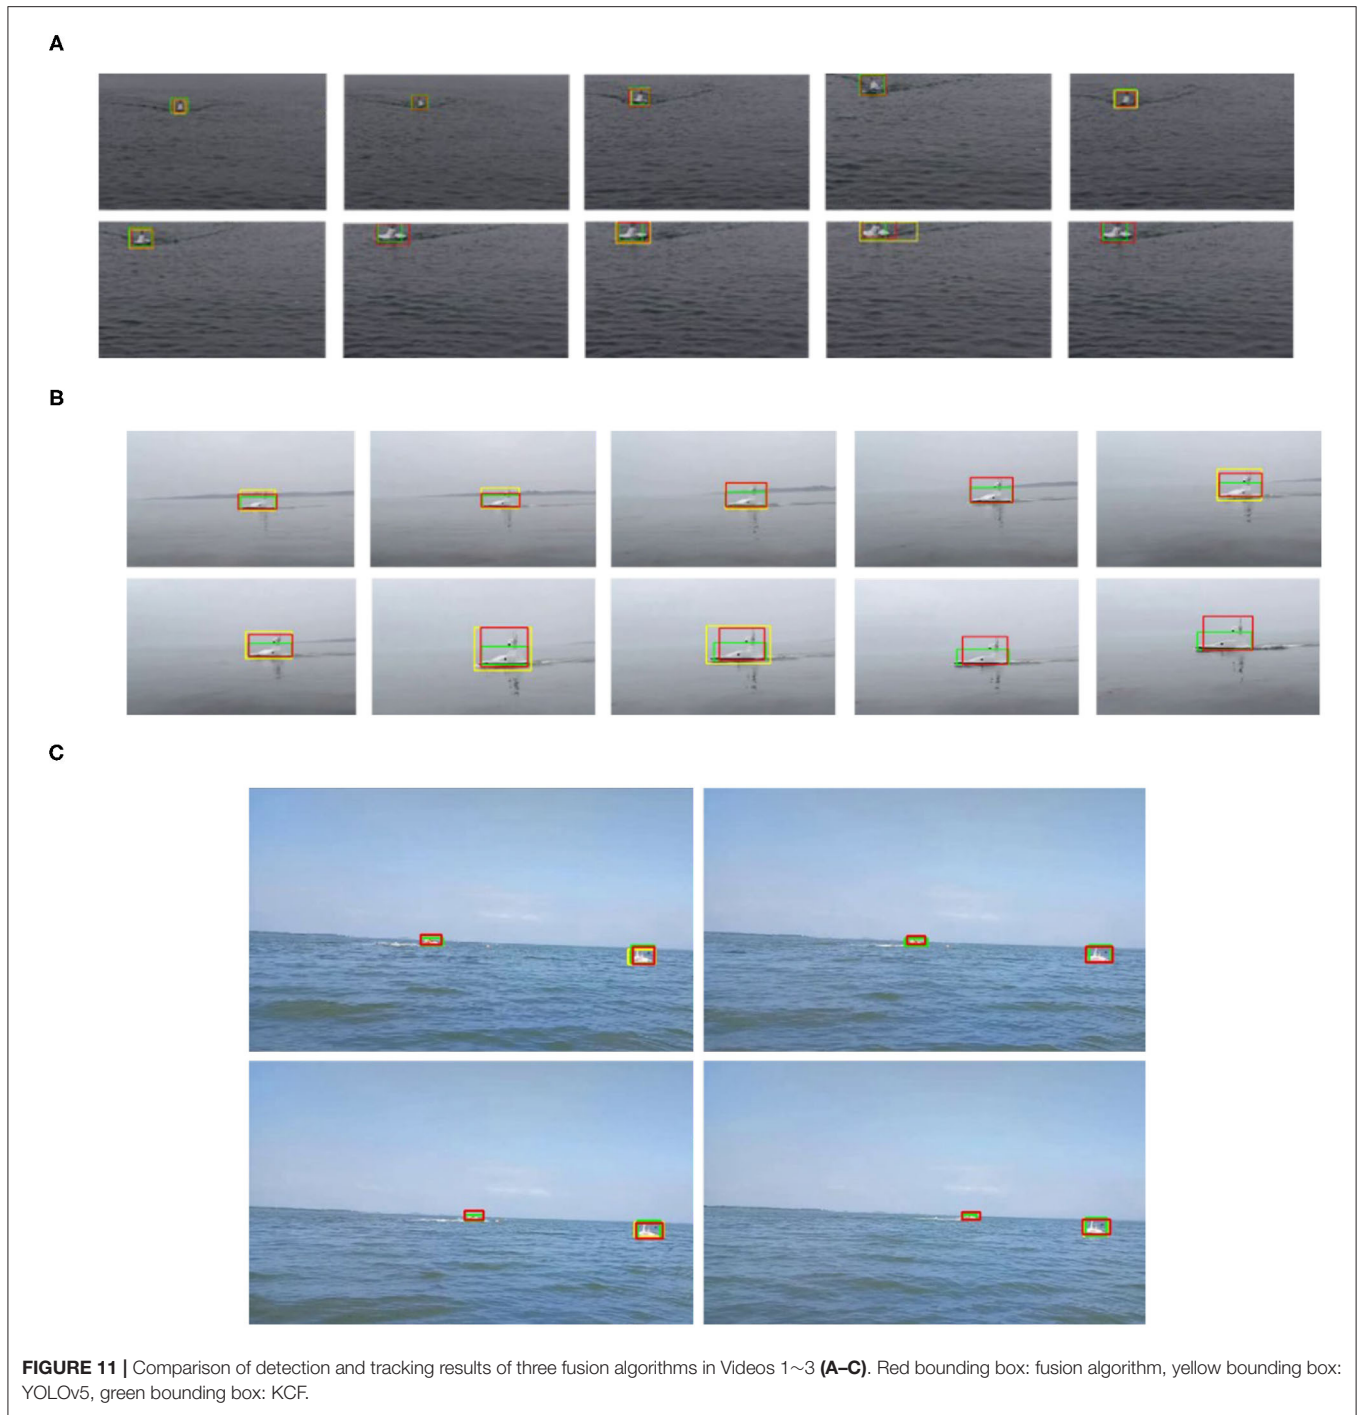 A
B
C
FIGURE 11 | Comparison of detection and tracking results of three fusion algorithms in Videos 1∼3 (A–C). Red bounding box: fusion algorithm, yellow bounding box:
YOLOv5, green bounding box: KCF.